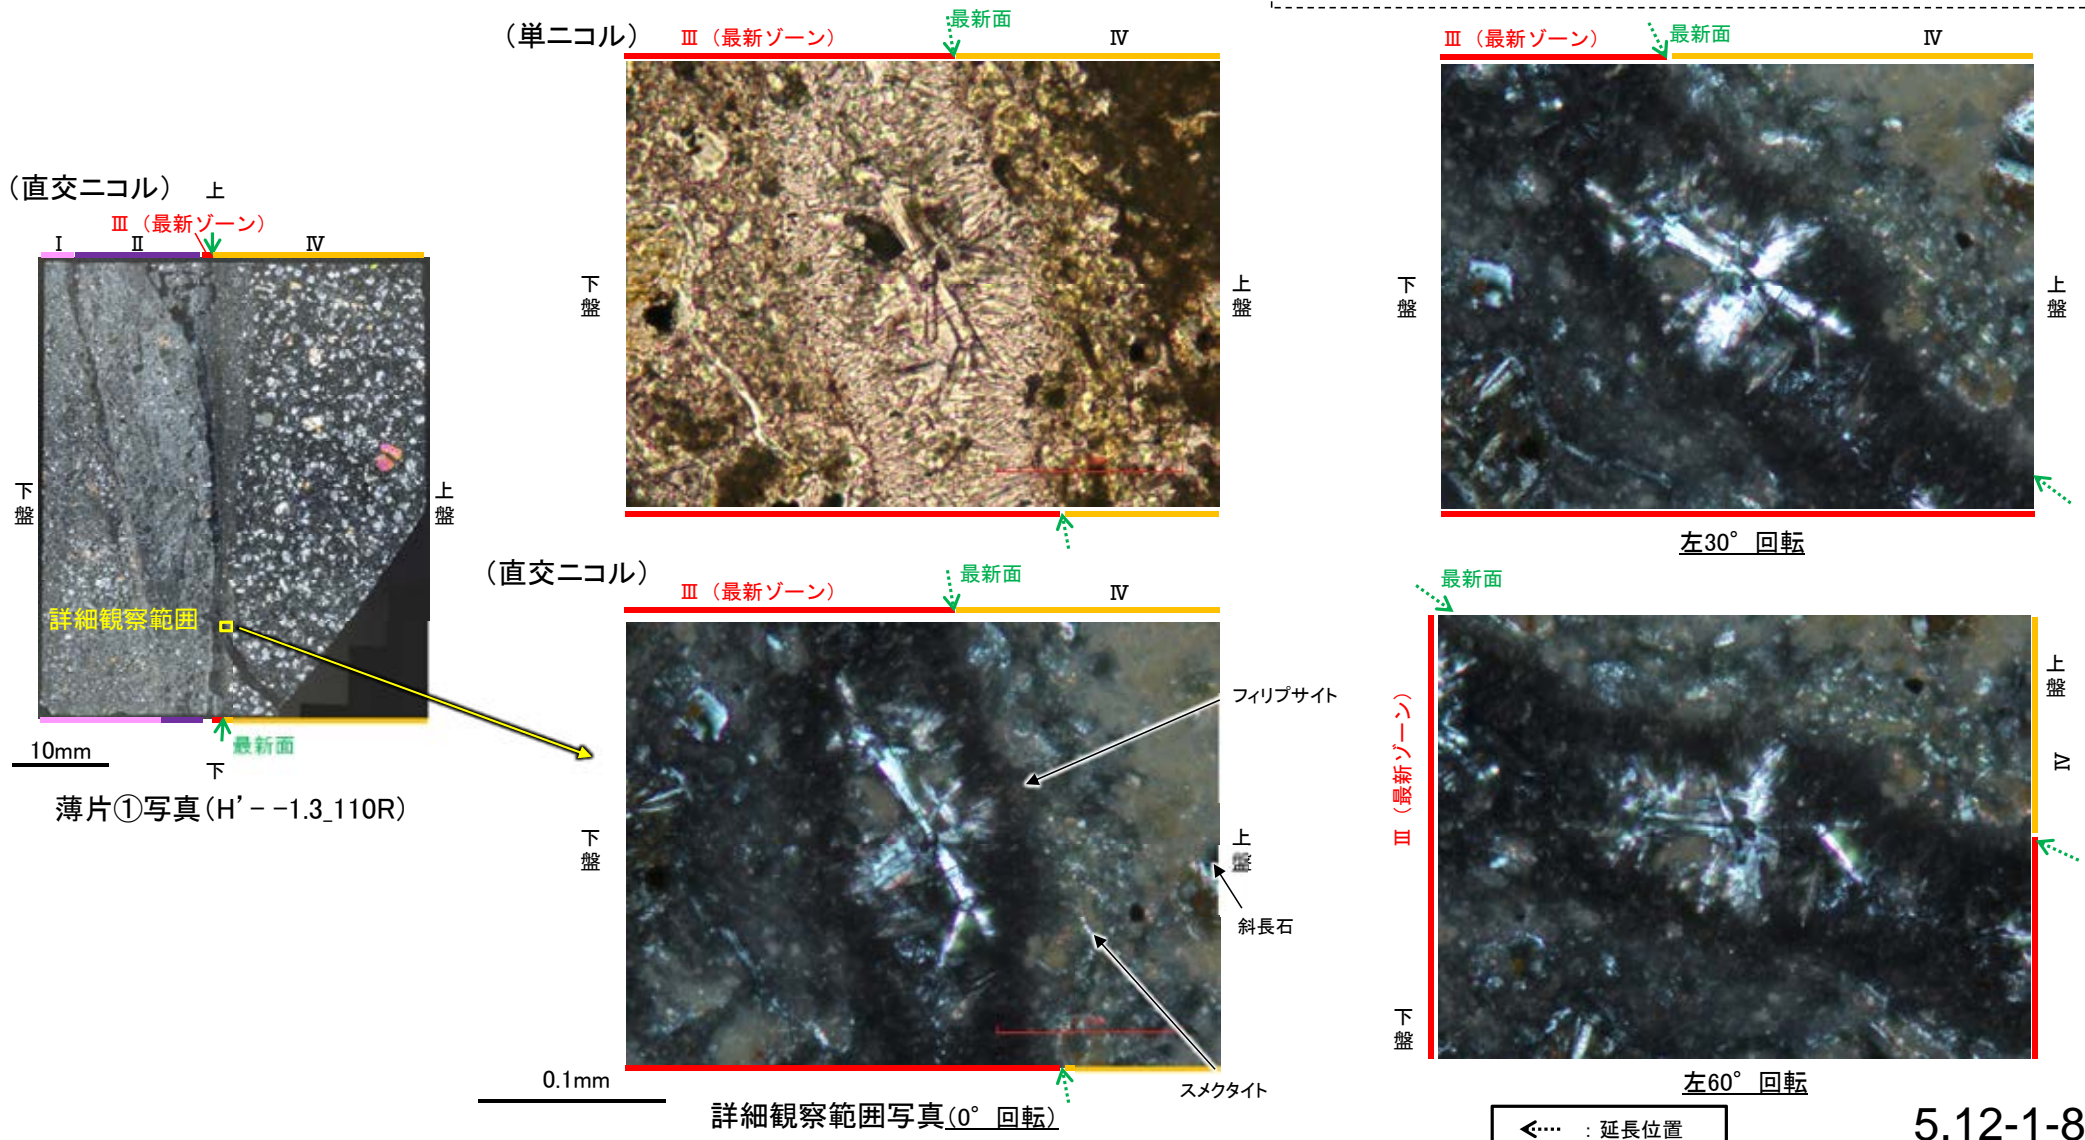 (直交ニコル)
上
Ⅲ(最新ゾーン)
Ⅰ
Ⅱ
Ⅳ
下盤
上盤
詳細観察範囲
10mm
最新面
下
薄片①写真(H’--1.3_110R)
(単ニコル)
Ⅲ(最新ゾーン)
最新面
Ⅳ
下盤
上盤
(直交ニコル)
Ⅲ(最新ゾーン)
最新面
Ⅳ
下盤
上盤
フィリプサイト
斜長石
スメクタイト
0.1mm
詳細観察範囲写真(0°回転)
Ⅲ(最新ゾーン)
最新面
Ⅳ
下盤
上盤
左30°回転
最新面
Ⅲ(最新ゾーン)
下盤
上盤
Ⅳ
左60°回転
:延長位置
5.12-1-8